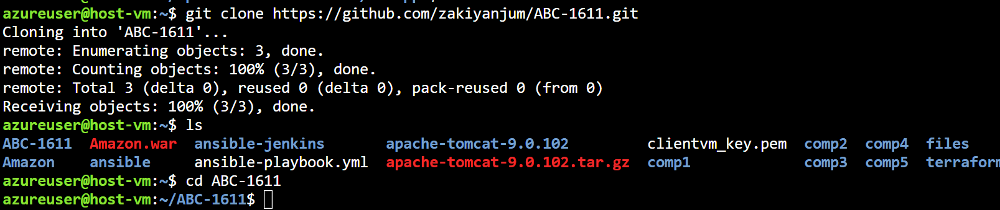 azureuser@host-vm:~$ git clone https://github.com/zakiyanjum/ABC-1611.git
Cloning into 'ABC-1611'...
remote: Enumerating objects: 3, done.
remote: Counting objects: 100% (3/3), done.
remote: Total 3 (delta 0), reused 0 (delta 0), pack-reused 0 (from 0)
Receiving objects: 100% (3/3), done.
azureuser@host-vm:~$ ls
ABC-1611  Amazon.war  ansible-jenkins       apache-tomcat-9.0.102         clientvm_key.pem  comp2  comp4  files
Amazon    ansible     ansible-playbook.yml  apache-tomcat-9.0.102.tar.gz  comp1             comp3  comp5  terraform
azureuser@host-vm:~$ cd ABC-1611
azureuser@host-vm:~/ABC-1611$